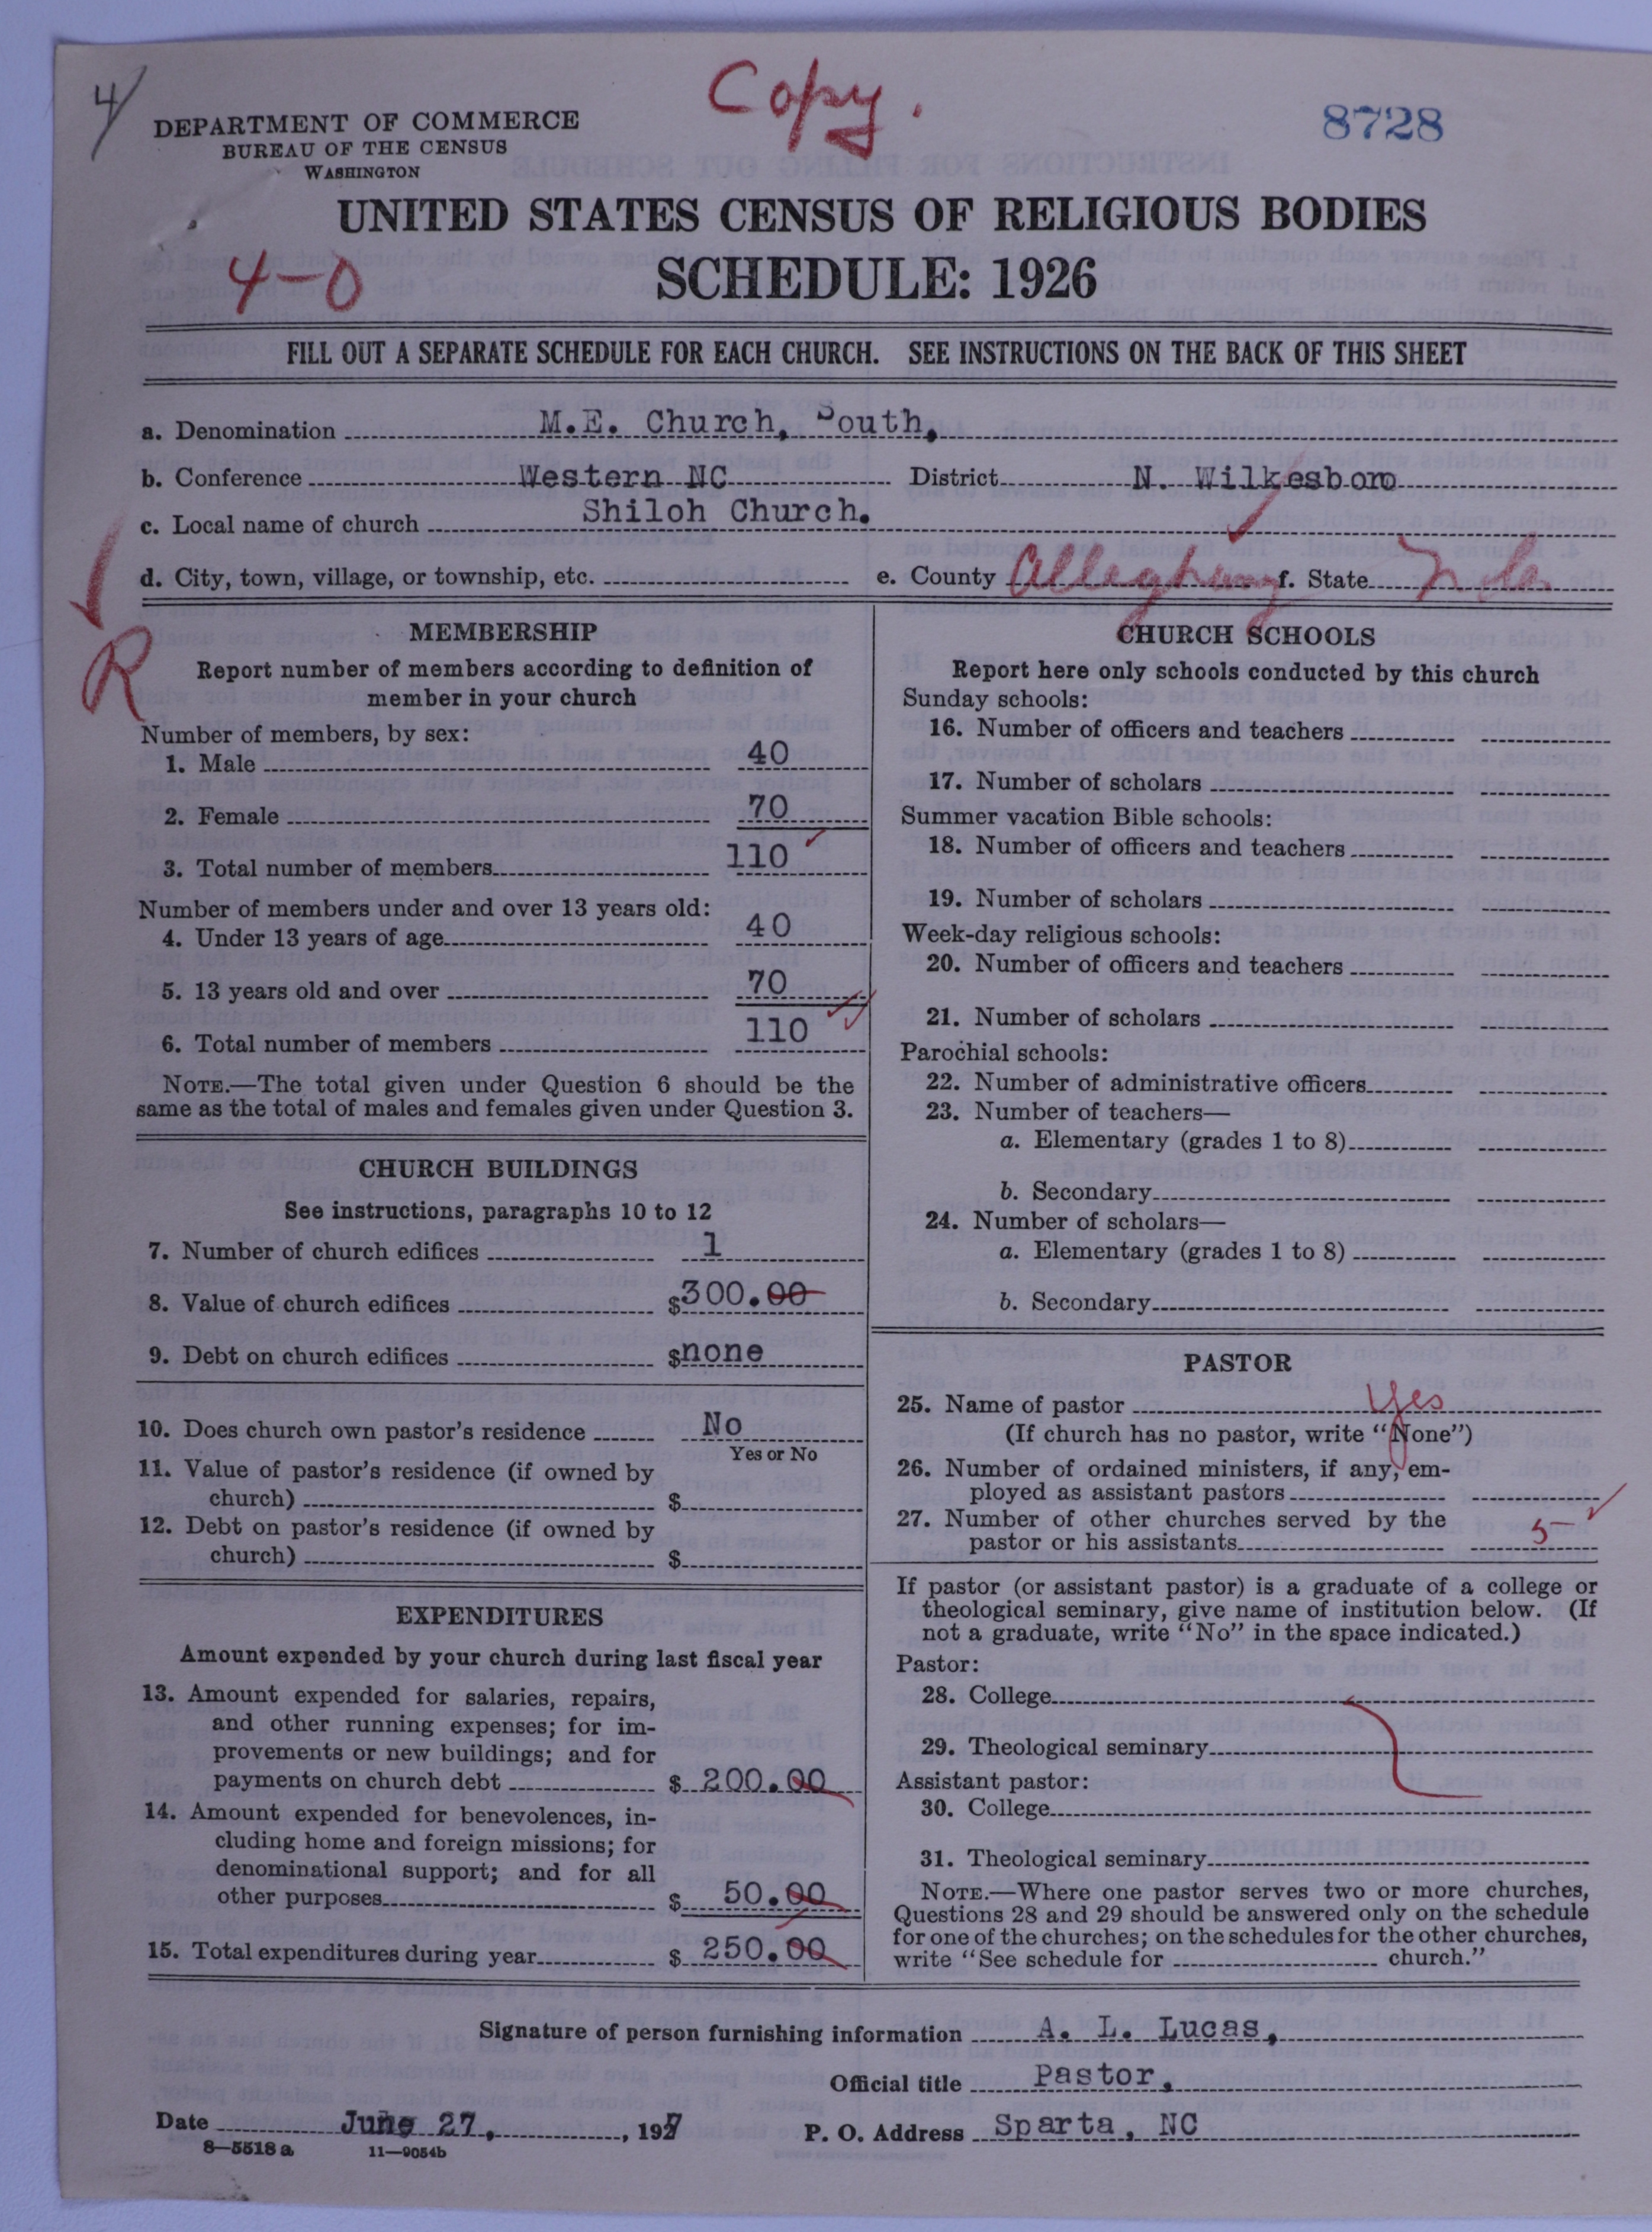 4
Copy.
8728
DEPARTMENT OF COMMERCE
BUREAU OF THE CENSUS
WASHINGTON
UNITED STATES CENSUS OF RELIGIOUS BODIES
4-0
SCHEDULE: 1926
FILL OUT A SEPARATE SCHEDULE FOR EACH CHURCH. SEE INSTRUCTIONS ON THE BACK OF THIS SHEET
a. Denomination M.E. Church, South,
b. Conference Western NC District N. Wilkesboro
c. Local name of church Shiloh Church.
d. City, town, village, or township, etc. e. County Alleghany f. State
R
MEMBERSHIP
Report number of members according to definition of
member in your church
Number of members, by sex:
1. Male 40
2. Female 70
3. Total number of members 110
Number of members under and over 13 years old:
4. Under 13 years of age 40
5. 13 years old and over 70
6. Total number of members 110
NOTE.—The total given under Question 6 should be the
same as the total of males and females given under Question 3.
CHURCH BUILDINGS
See instructions, paragraphs 10 to 12
7. Number of church edifices 1
8. Value of church edifices $300.00
9. Debt on church edifices $none
10. Does church own pastor's residence No
Yes or No
11. Value of pastor's residence (if owned by
church) $
12. Debt on pastor's residence (if owned by
church) $
EXPENDITURES
Amount expended by your church during last fiscal year
13. Amount expended for salaries, repairs,
and other running expenses; for im-
provements or new buildings; and for
payments on church debt $ 200.00
14. Amount expended for benevolences, in-
cluding home and foreign missions; for
denominational support; and for all
other purposes $ 50.00
15. Total expenditures during year $ 250.00
CHURCH SCHOOLS
Report here only schools conducted by this church
Sunday schools:
16. Number of officers and teachers
17. Number of scholars
Summer vacation Bible schools:
18. Number of officers and teachers
19. Number of scholars
Week-day religious schools:
20. Number of officers and teachers
21. Number of scholars
Parochial schools:
22. Number of administrative officers
23. Number of teachers—
a. Elementary (grades 1 to 8)
b. Secondary
24. Number of scholars—
a. Elementary (grades 1 to 8)
b. Secondary
PASTOR
25. Name of pastor yes
(If church has no pastor, write "None")
26. Number of ordained ministers, if any, em-
ployed as assistant pastors
27. Number of other churches served by the
pastor or his assistants 5
If pastor (or assistant pastor) is a graduate of a college or
theological seminary, give name of institution below. (If
not a graduate, write "No" in the space indicated.)
Pastor:
28. College
29. Theological seminary
Assistant pastor:
30. College
31. Theological seminary
NOTE.—Where one pastor serves two or more churches,
Questions 28 and 29 should be answered only on the schedule
for one of the churches; on the schedules for the other churches,
write "See schedule for church."
Signature of person furnishing information A. L. Lucas,
Official title Pastor,
Date June 27, , 1927 P. O. Address Sparta, NC
8—5518 a 11—9054b